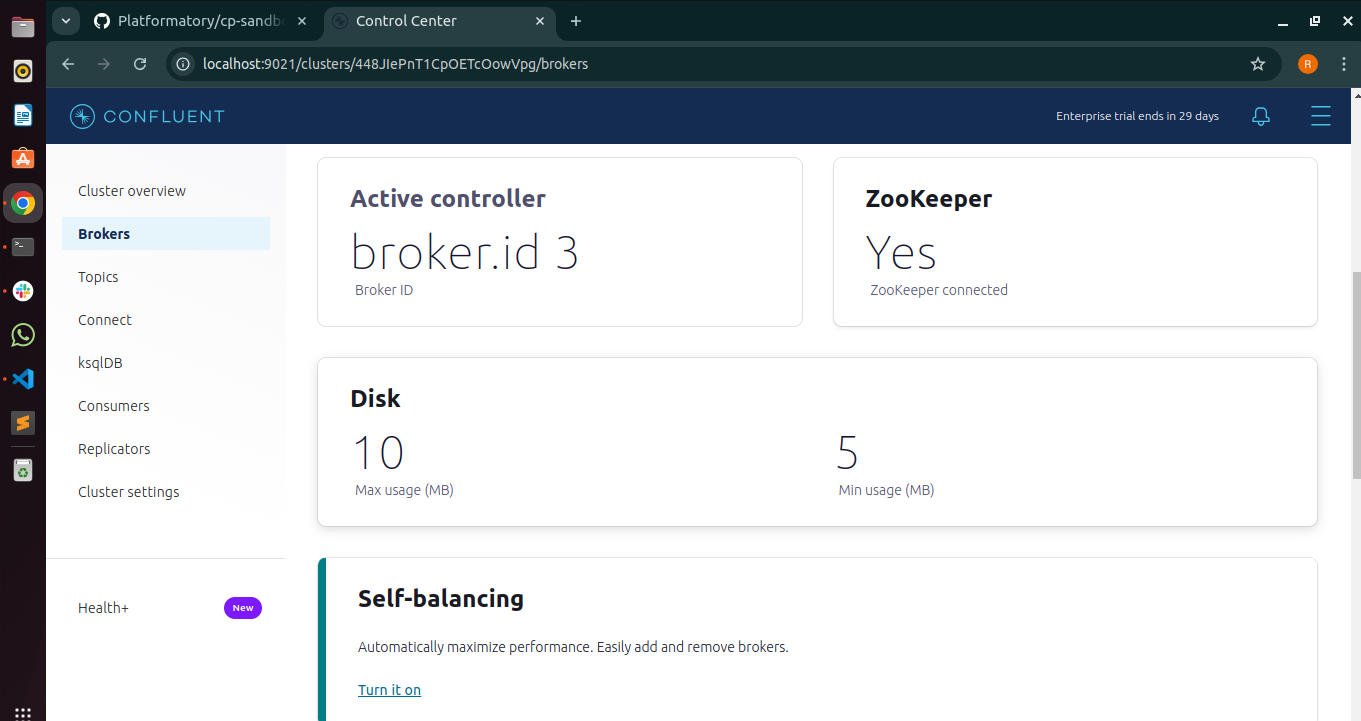 Platformatory/cp-sandb
Control Center
localhost:9021/clusters/448JIePnT1CpOETcOowVpg/brokers
R
CONFLUENT
Enterprise trial ends in 29 days
Cluster overview
Brokers
Topics
Connect
ksqlDB
Consumers
Replicators
Cluster settings
Health+
New
Active controller
broker.id 3
Broker ID
ZooKeeper
Yes
ZooKeeper connected
Disk
10
Max usage (MB)
5
Min usage (MB)
Self-balancing
Automatically maximize performance. Easily add and remove brokers.
Turn it on